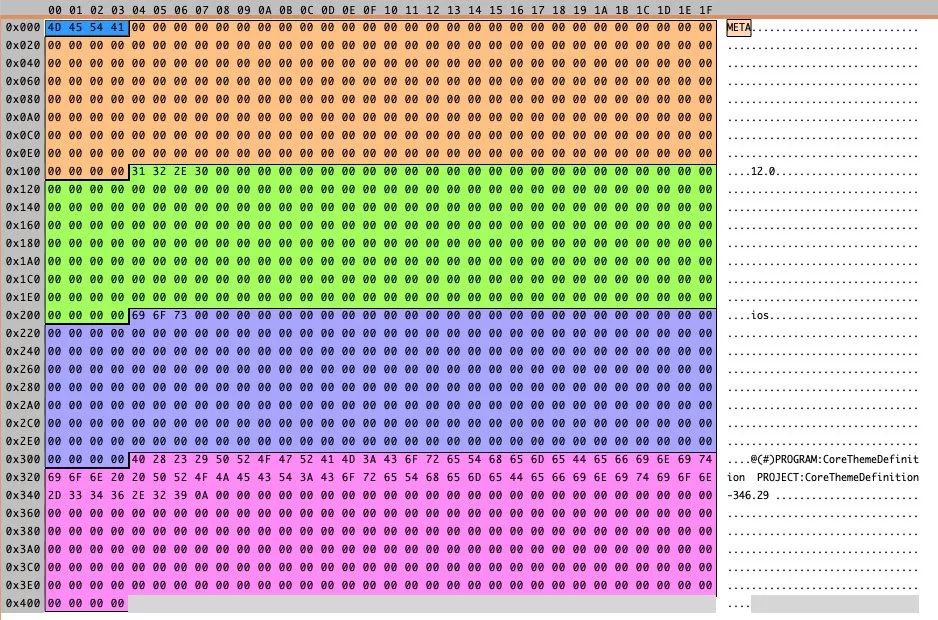 00 01 02 03 04 05 06 07 08 09 0A 0B 0C 0D 0E 0F 10 11 12 13 14 15 16 17 18 19 1A 1B 1C 1D 1E 1F
0x000 4D 45 54 41 00 00 00 00 00 00 00 00 00 00 00 00 00 00 00 00 00 00 00 00 00 00 00 00 00 00 00 00 META............................
0x020 00 00 00 00 00 00 00 00 00 00 00 00 00 00 00 00 00 00 00 00 00 00 00 00 00 00 00 00 00 00 00 00 ................................
0x040 00 00 00 00 00 00 00 00 00 00 00 00 00 00 00 00 00 00 00 00 00 00 00 00 00 00 00 00 00 00 00 00 ................................
0x060 00 00 00 00 00 00 00 00 00 00 00 00 00 00 00 00 00 00 00 00 00 00 00 00 00 00 00 00 00 00 00 00 ................................
0x080 00 00 00 00 00 00 00 00 00 00 00 00 00 00 00 00 00 00 00 00 00 00 00 00 00 00 00 00 00 00 00 00 ................................
0x0A0 00 00 00 00 00 00 00 00 00 00 00 00 00 00 00 00 00 00 00 00 00 00 00 00 00 00 00 00 00 00 00 00 ................................
0x0C0 00 00 00 00 00 00 00 00 00 00 00 00 00 00 00 00 00 00 00 00 00 00 00 00 00 00 00 00 00 00 00 00 ................................
0x0E0 00 00 00 00 00 00 00 00 00 00 00 00 00 00 00 00 00 00 00 00 00 00 00 00 00 00 00 00 00 00 00 00 ................................
0x100 00 00 00 00 31 32 2E 30 00 00 00 00 00 00 00 00 00 00 00 00 00 00 00 00 00 00 00 00 00 00 00 00 ....12.0........................
0x120 00 00 00 00 00 00 00 00 00 00 00 00 00 00 00 00 00 00 00 00 00 00 00 00 00 00 00 00 00 00 00 00 ................................
0x140 00 00 00 00 00 00 00 00 00 00 00 00 00 00 00 00 00 00 00 00 00 00 00 00 00 00 00 00 00 00 00 00 ................................
0x160 00 00 00 00 00 00 00 00 00 00 00 00 00 00 00 00 00 00 00 00 00 00 00 00 00 00 00 00 00 00 00 00 ................................
0x180 00 00 00 00 00 00 00 00 00 00 00 00 00 00 00 00 00 00 00 00 00 00 00 00 00 00 00 00 00 00 00 00 ................................
0x1A0 00 00 00 00 00 00 00 00 00 00 00 00 00 00 00 00 00 00 00 00 00 00 00 00 00 00 00 00 00 00 00 00 ................................
0x1C0 00 00 00 00 00 00 00 00 00 00 00 00 00 00 00 00 00 00 00 00 00 00 00 00 00 00 00 00 00 00 00 00 ................................
0x1E0 00 00 00 00 00 00 00 00 00 00 00 00 00 00 00 00 00 00 00 00 00 00 00 00 00 00 00 00 00 00 00 00 ................................
0x200 00 00 00 00 69 6F 73 00 00 00 00 00 00 00 00 00 00 00 00 00 00 00 00 00 00 00 00 00 00 00 00 00 ....ios.........................
0x220 00 00 00 00 00 00 00 00 00 00 00 00 00 00 00 00 00 00 00 00 00 00 00 00 00 00 00 00 00 00 00 00 ................................
0x240 00 00 00 00 00 00 00 00 00 00 00 00 00 00 00 00 00 00 00 00 00 00 00 00 00 00 00 00 00 00 00 00 ................................
0x260 00 00 00 00 00 00 00 00 00 00 00 00 00 00 00 00 00 00 00 00 00 00 00 00 00 00 00 00 00 00 00 00 ................................
0x280 00 00 00 00 00 00 00 00 00 00 00 00 00 00 00 00 00 00 00 00 00 00 00 00 00 00 00 00 00 00 00 00 ................................
0x2A0 00 00 00 00 00 00 00 00 00 00 00 00 00 00 00 00 00 00 00 00 00 00 00 00 00 00 00 00 00 00 00 00 ................................
0x2C0 00 00 00 00 00 00 00 00 00 00 00 00 00 00 00 00 00 00 00 00 00 00 00 00 00 00 00 00 00 00 00 00 ................................
0x2E0 00 00 00 00 00 00 00 00 00 00 00 00 00 00 00 00 00 00 00 00 00 00 00 00 00 00 00 00 00 00 00 00 ................................
0x300 00 00 00 00 40 28 23 29 50 52 4F 47 52 41 4D 3A 43 6F 72 65 54 68 65 6D 65 44 65 66 69 6E 69 74 ....@(#)PROGRAM:CoreThemeDefinit
0x320 69 6F 6E 20 20 50 52 4F 4A 45 43 54 3A 43 6F 72 65 54 68 65 6D 65 44 65 66 69 6E 69 74 69 6F 6E ion  PROJECT:CoreThemeDefinition
0x340 2D 33 34 36 2E 32 39 0A 00 00 00 00 00 00 00 00 00 00 00 00 00 00 00 00 00 00 00 00 00 00 00 00 -346.29 ........................
0x360 00 00 00 00 00 00 00 00 00 00 00 00 00 00 00 00 00 00 00 00 00 00 00 00 00 00 00 00 00 00 00 00 ................................
0x380 00 00 00 00 00 00 00 00 00 00 00 00 00 00 00 00 00 00 00 00 00 00 00 00 00 00 00 00 00 00 00 00 ................................
0x3A0 00 00 00 00 00 00 00 00 00 00 00 00 00 00 00 00 00 00 00 00 00 00 00 00 00 00 00 00 00 00 00 00 ................................
0x3C0 00 00 00 00 00 00 00 00 00 00 00 00 00 00 00 00 00 00 00 00 00 00 00 00 00 00 00 00 00 00 00 00 ................................
0x3E0 00 00 00 00 00 00 00 00 00 00 00 00 00 00 00 00 00 00 00 00 00 00 00 00 00 00 00 00 00 00 00 00 ................................
0x400 00 00 00 00 ....